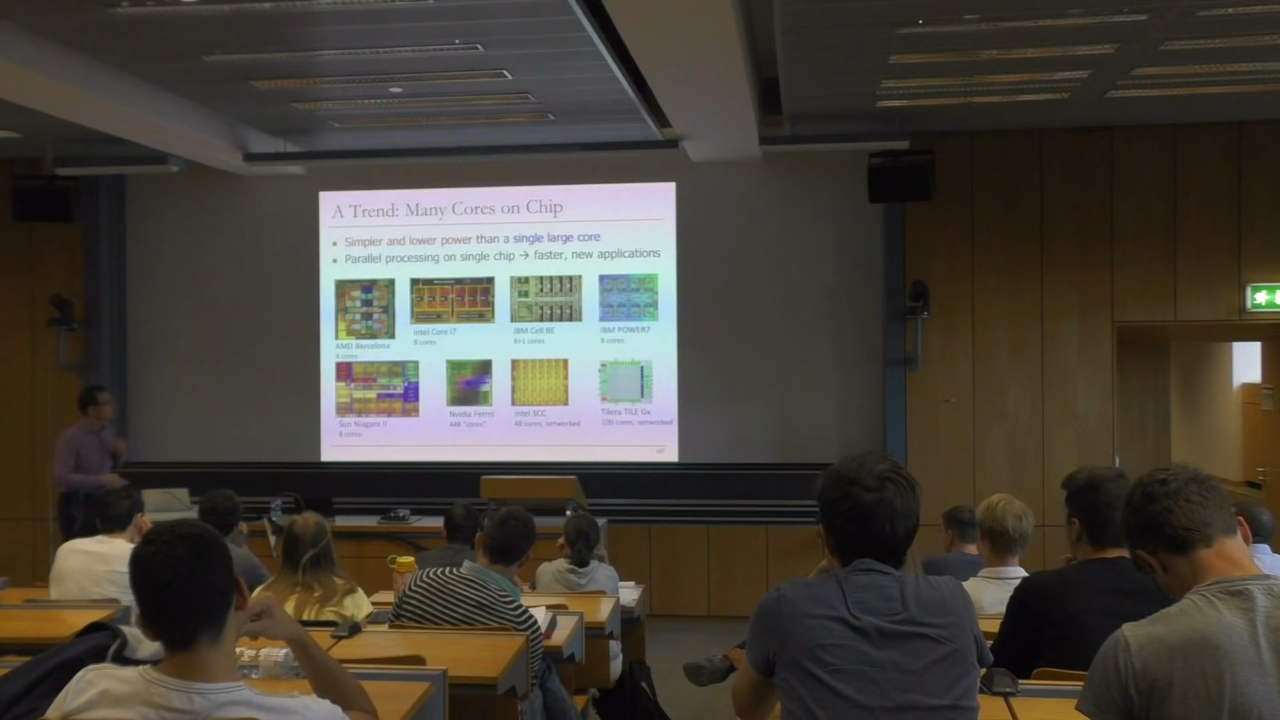 A Trend: Many Cores on Chip
Simpler and lower power than a single large core
Parallel processing on single chip → faster, new applications
AMD Barcelona
4 cores
Intel Core i7
8 cores
IBM Cell BE
8+1 cores
IBM POWER7
8 cores
Sun Niagara II
8 cores
Nvidia Fermi
448 "cores"
Intel SCC
48 cores, networked
Tilera TILE Gx
100 cores, networked